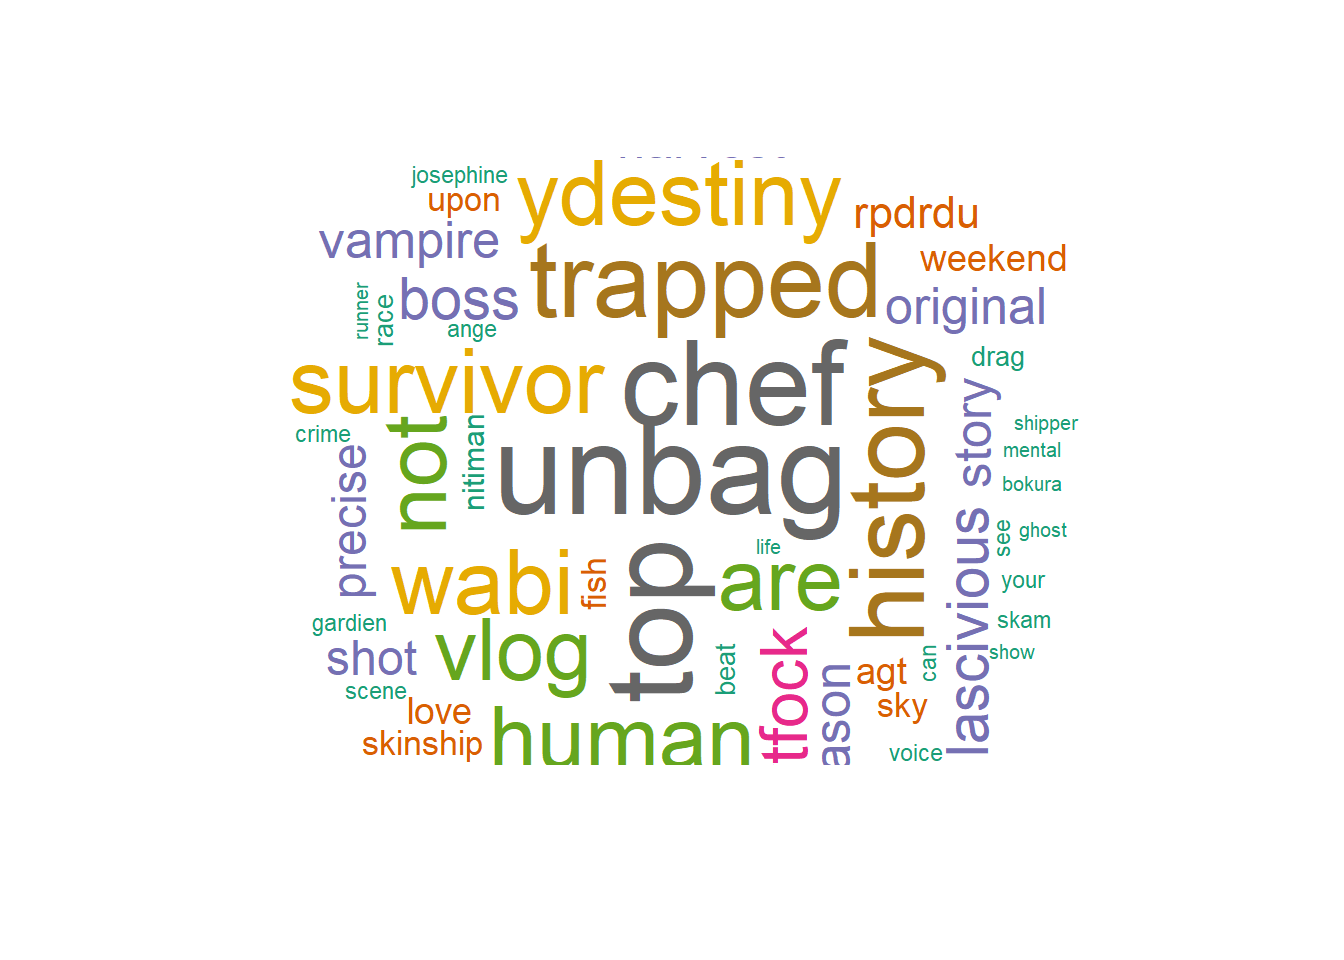 josephine
upon
ydestiny
rpdrdu
vampire
weekend
trapped
boss
original
runner
race
ange
drag
survivor
chef
history
crime
not
nitiman
unbag
lascivious story
shipper
mental
bokura
precise
see
ghost
life
wabi
fish
top
are
your
gardien
skam
vlog
shot
beat
tfock
ason
agt
can
show
scene
love
sky
skinship
human
voice